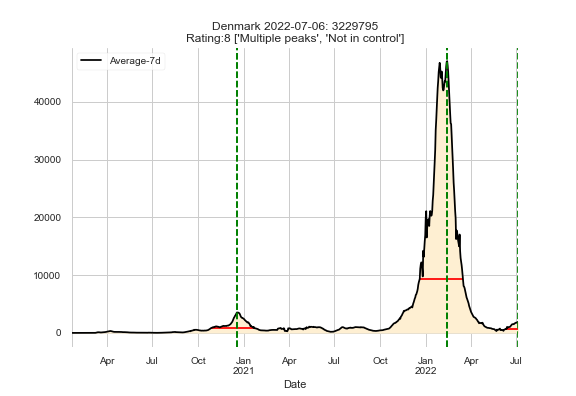 Denmark 2022-07-06: 3229795
Rating:8 ['Multiple peaks', 'Not in control']
Average-7d
40000
30000
20000
10000
0
Apr Jul Oct Jan Apr Jul Oct Jan Apr Jul
2021 2022
Date